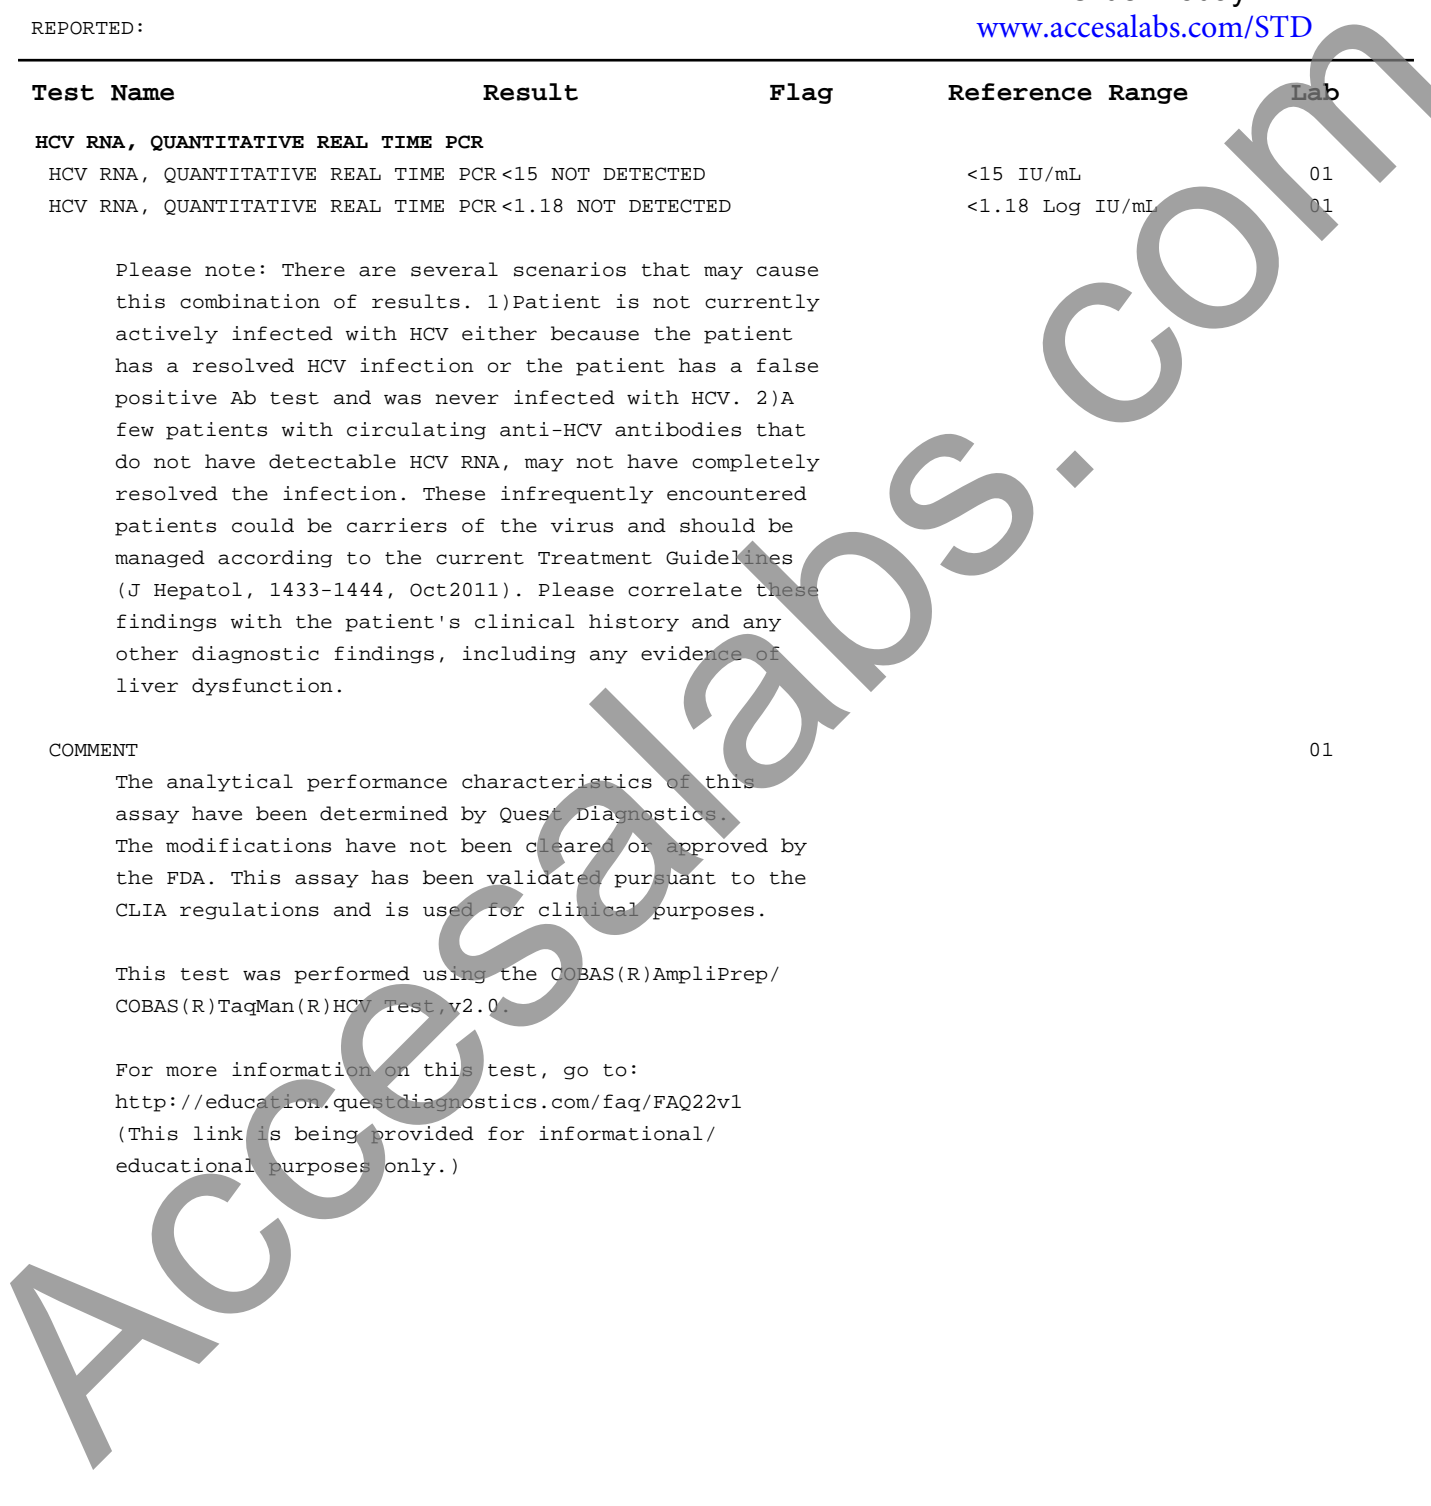 REPORTED:
www.accesalabs.com/STD
Test Name Result Flag Reference Range Lab
HCV RNA, QUANTITATIVE REAL TIME PCR
HCV RNA, QUANTITATIVE REAL TIME PCR <15 NOT DETECTED <15 IU/mL 01
HCV RNA, QUANTITATIVE REAL TIME PCR <1.18 NOT DETECTED <1.18 Log IU/mL 01
Please note: There are several scenarios that may cause
this combination of results. 1)Patient is not currently
actively infected with HCV either because the patient
has a resolved HCV infection or the patient has a false
positive Ab test and was never infected with HCV. 2)A
few patients with circulating anti-HCV antibodies that
do not have detectable HCV RNA, may not have completely
resolved the infection. These infrequently encountered
patients could be carriers of the virus and should be
managed according to the current Treatment Guidelines
(J Hepatol, 1433-1444, Oct2011). Please correlate these
findings with the patient's clinical history and any
other diagnostic findings, including any evidence of
liver dysfunction.
COMMENT 01
The analytical performance characteristics of this
assay have been determined by Quest Diagnostics.
The modifications have not been cleared or approved by
the FDA. This assay has been validated pursuant to the
CLIA regulations and is used for clinical purposes.
This test was performed using the COBAS(R)AmpliPrep/
COBAS(R)TaqMan(R)HCV Test,v2.0.
For more information on this test, go to:
http://education.questdiagnostics.com/faq/FAQ22v1
(This link is being provided for informational/
educational purposes only.)
Accesalabs.com